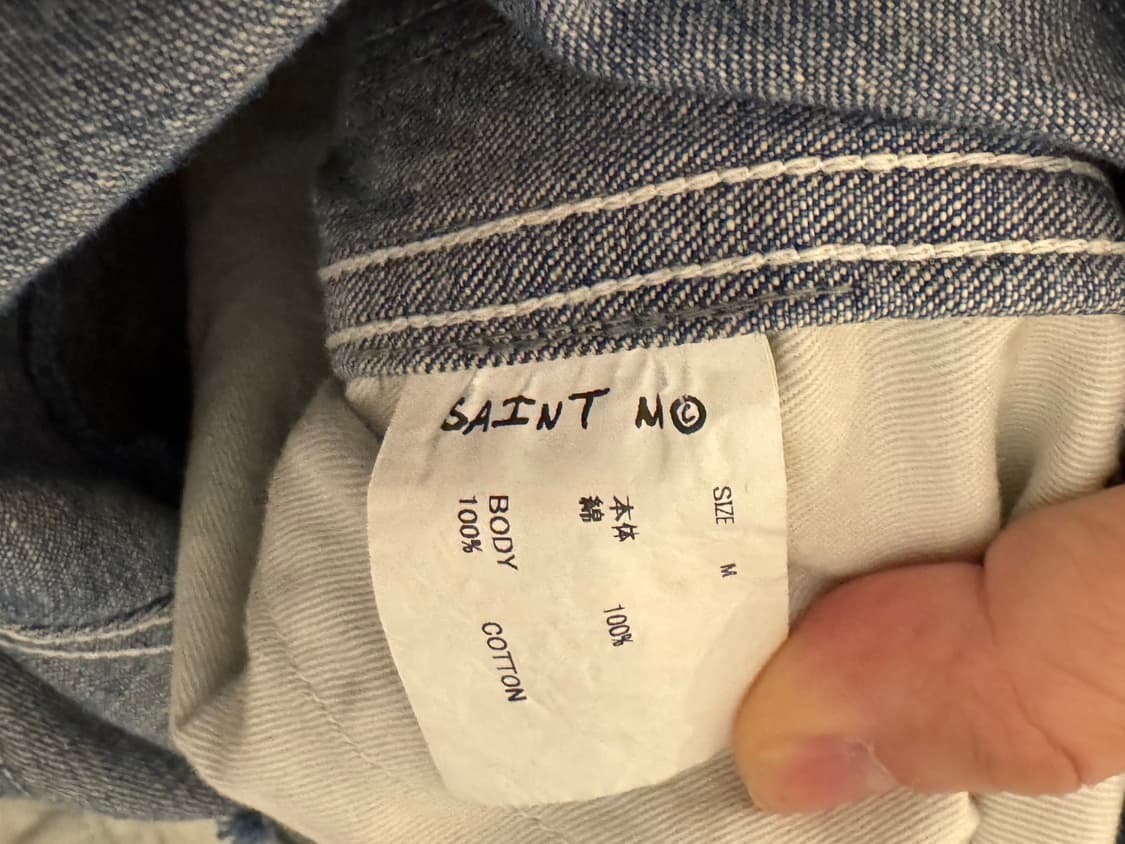 SAINT M©
SIZE M
本体
綿 100%
BODY
100% COTTON